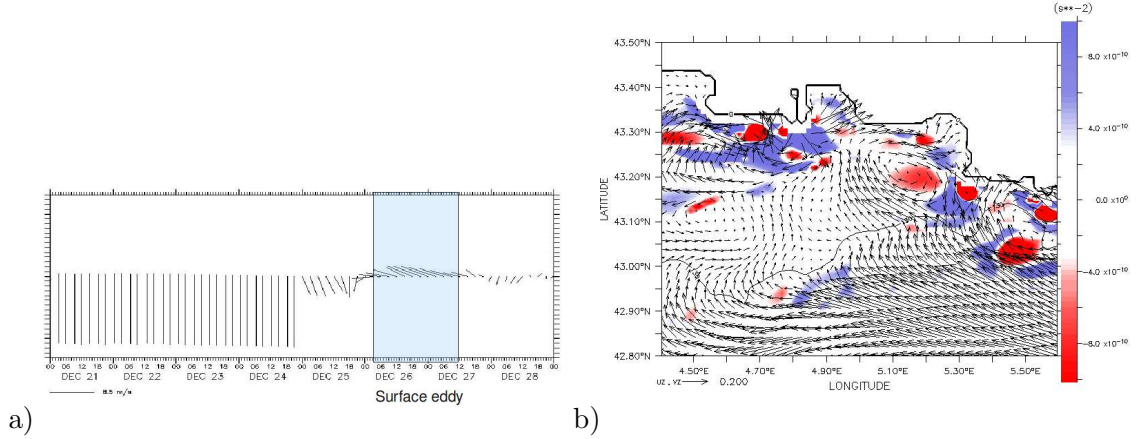 (s**-2)
43.50°N
43.40°N
43.30°N
43.20°N
43.10°N
43.00°N
42.90°N
42.80°N
LATITUDE
4.50°E 4.70°E 4.90°E 5.10°E 5.30°E 5.50°E
LONGITUDE
8.0 x10⁻¹⁰
4.0 x10⁻¹⁰
0.0 x10⁰
-4.0 x10⁻¹⁰
-8.0 x10⁻¹⁰
0.200
00 06 12 18 00 06 12 18 00 06 12 18 00 06 12 18 00 06 12 18 00 06 12 18 00 06 12 18 00 06 12 18 00
DEC 21 DEC 22 DEC 23 DEC 24 DEC 25 DEC 26 DEC 27 DEC 28
Surface eddy
a)
b)